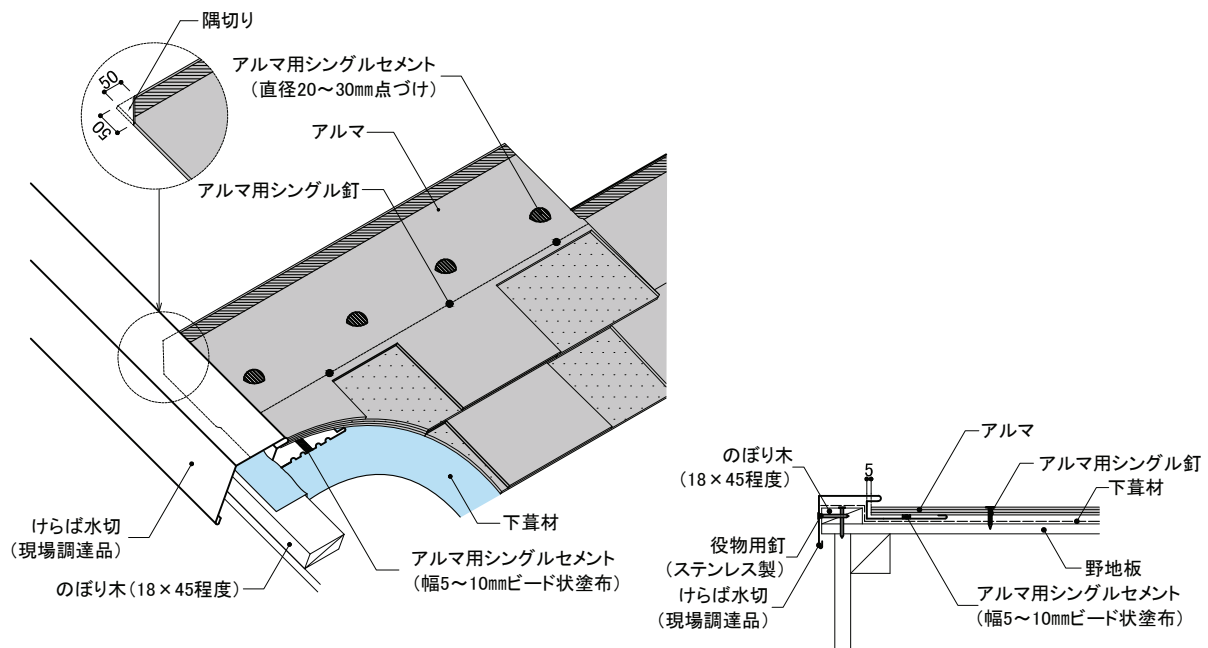 隅切り
50
50
アルマ用シングルセメント
（直径20～30㎜点づけ）
アルマ
アルマ用シングル釘
けらば水切
（現場調達品）
のぼり木（18×45程度）
下葺材
アルマ用シングルセメント
（幅5～10㎜ビード状塗布）
のぼり木
（18×45程度）
5
アルマ
アルマ用シングル釘
下葺材
役物用釘
（ステンレス製）
けらば水切
（現場調達品）
野地板
アルマ用シングルセメント
（幅5～10㎜ビード状塗布）